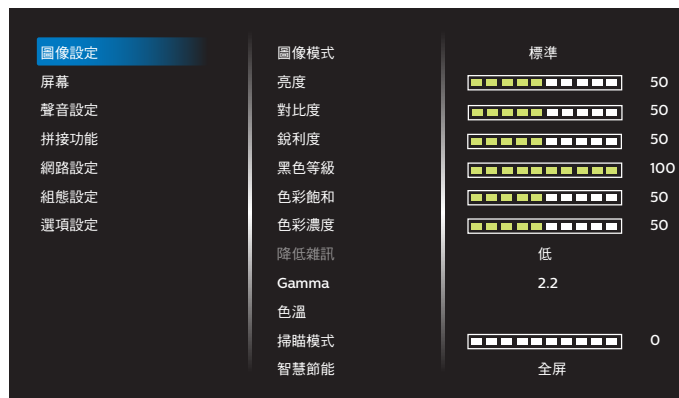 圖像設定 圖像模式 標準
屏幕 亮度 50
聲音設定 對比度 50
拼接功能 銳利度 50
網路設定 黑色等級 100
組態設定 色彩飽和 50
選項設定 色彩濃度 50
降低雜訊 低
Gamma 2.2
色溫
掃瞄模式 0
智慧節能 全屏